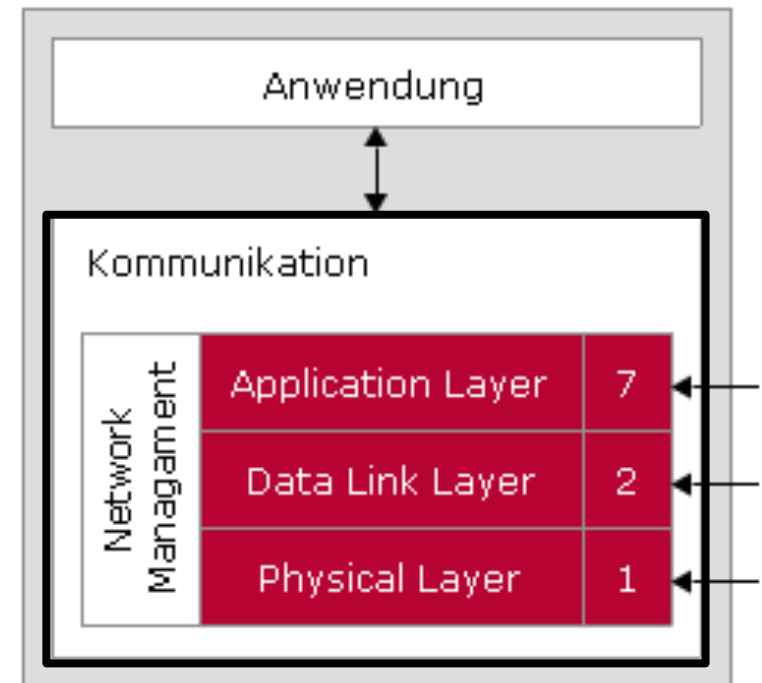 Anwendung
Kommunikation
Network
Managament
Application Layer 7
Data Link Layer 2
Physical Layer 1